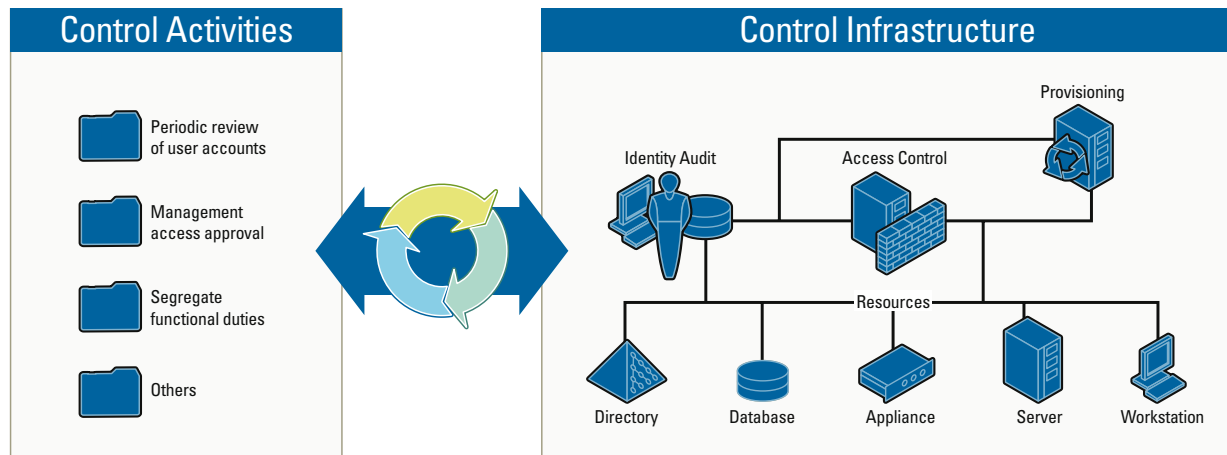 Control Activities
Periodic review
of user accounts
Management
access approval
Segregate
functional duties
Others
Control Infrastructure
Provisioning
Identity Audit
Access Control
Resources
Directory
Database
Appliance
Server
Workstation